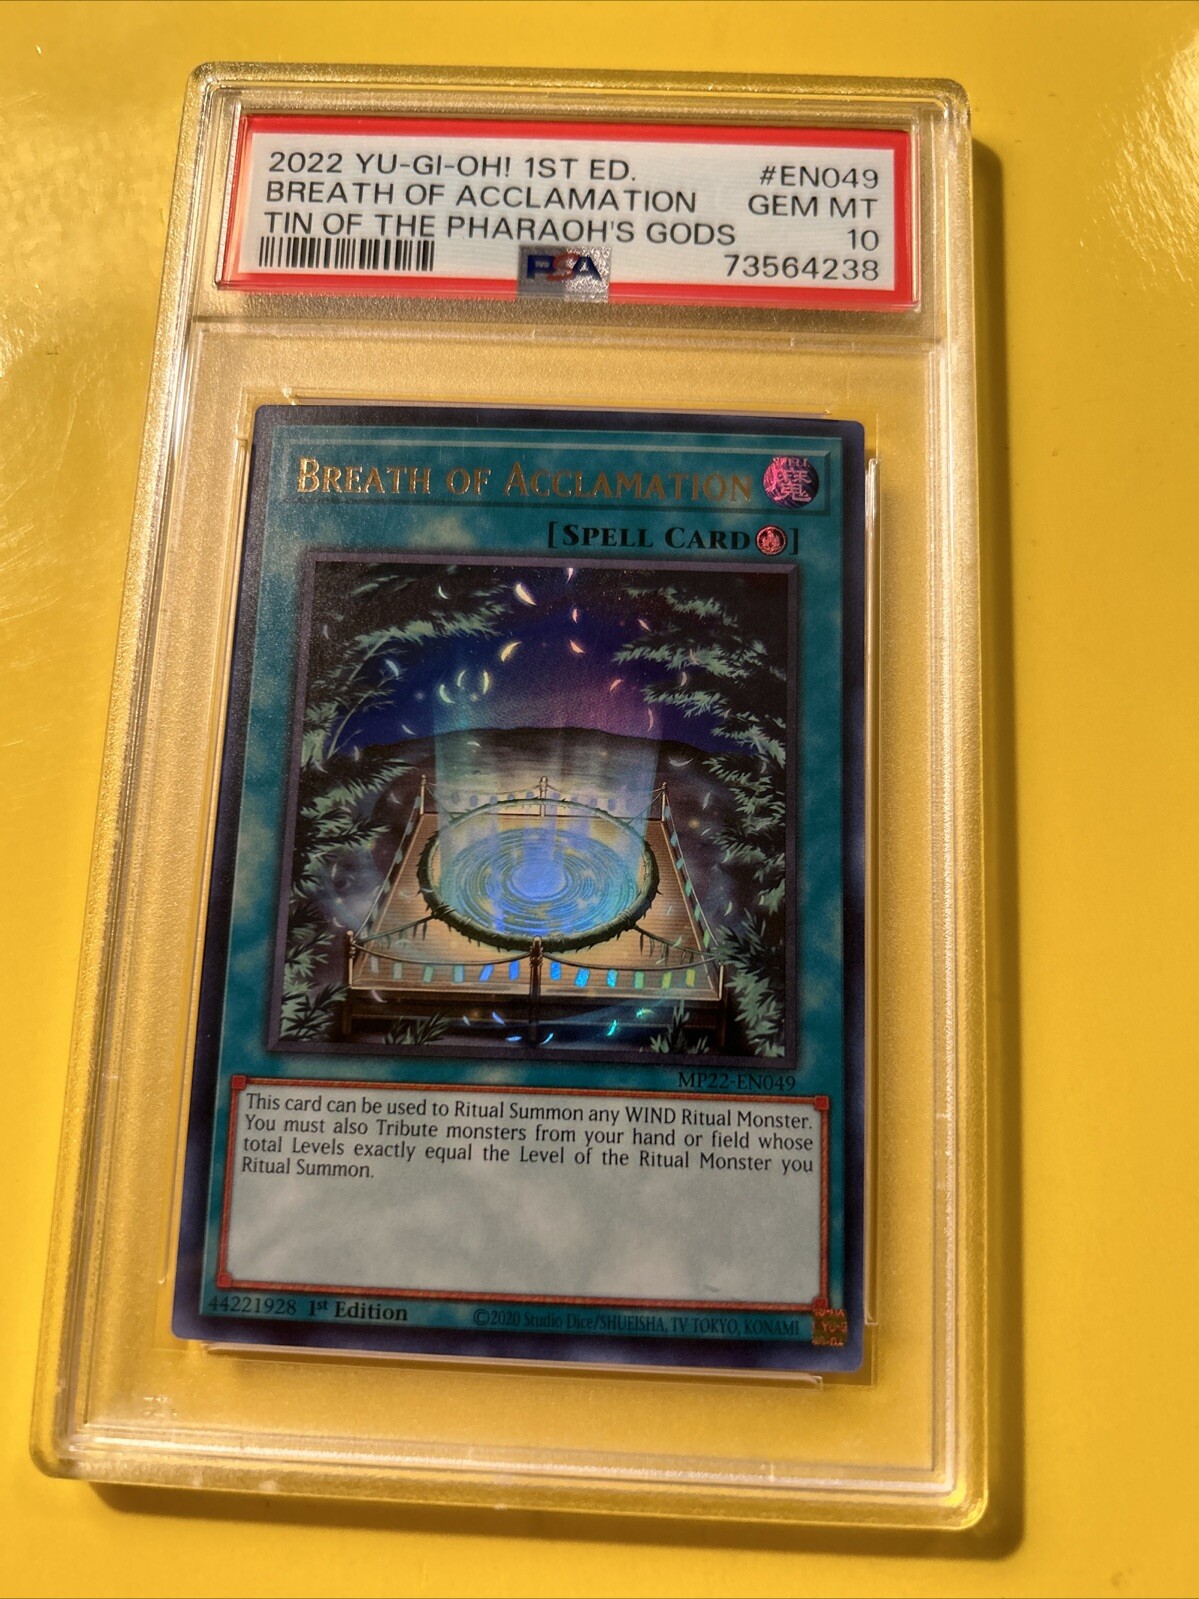 2022 YU-GI-OH! 1ST ED. #EN049
BREATH OF ACCLAMATION GEM MT
TIN OF THE PHARAOH'S GODS 10
PSA 73564238
BREATH OF ACCLAMATION
SPELL
魔
[SPELL CARD]
MP22-EN049
This card can be used to Ritual Summon any WIND Ritual Monster.
You must also Tribute monsters from your hand or field whose
total Levels exactly equal the Level of the Ritual Monster you
Ritual Summon.
44221928 1st Edition ©2020 Studio Dice/SHUEISHA, TV TOKYO, KONAMI